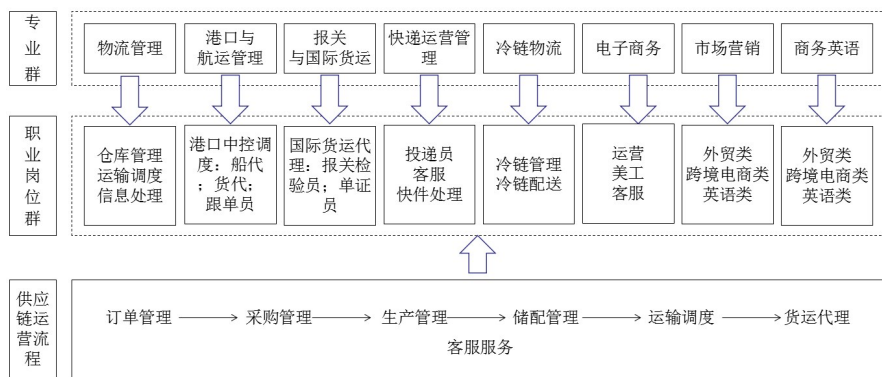 专
业
群
物流管理
港口与
航运管理
报关
与国际货运
快递运营管
理
冷链物流
电子商务
市场营销
商务英语
职
业
岗
位
群
仓库管理
运输调度
信息处理
港口中控调
度：船代
；货代；
跟单员
国际货运代
理：报关检
验员；单证
员
投递员
客服
快件处理
冷链管理
冷链配送
运营
美工
客服
外贸类
跨境电商类
英语类
外贸类
跨境电商类
英语类
供应
链运
营流
程
订单管理
采购管理
生产管理
储配管理
运输调度
货运代理
客服服务